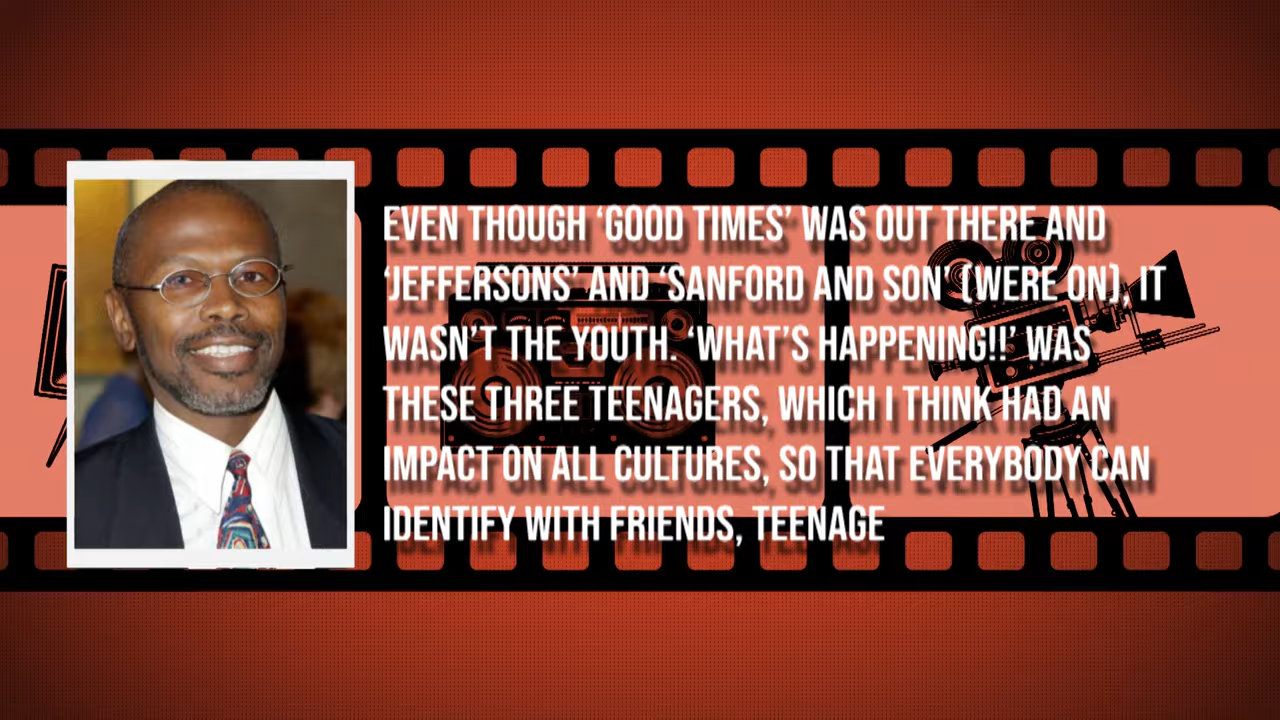 EVEN THOUGH ‘GOOD TIMES’ WAS OUT THERE AND
‘JEFFERSONS’ AND ‘SANFORD AND SON’ (WERE ON), IT
WASN’T THE YOUTH. ‘WHAT’S HAPPENING!!’ WAS
THESE THREE TEENAGERS, WHICH I THINK HAD AN
IMPACT ON ALL CULTURES, SO THAT EVERYBODY CAN
IDENTIFY WITH FRIENDS, TEENAGE